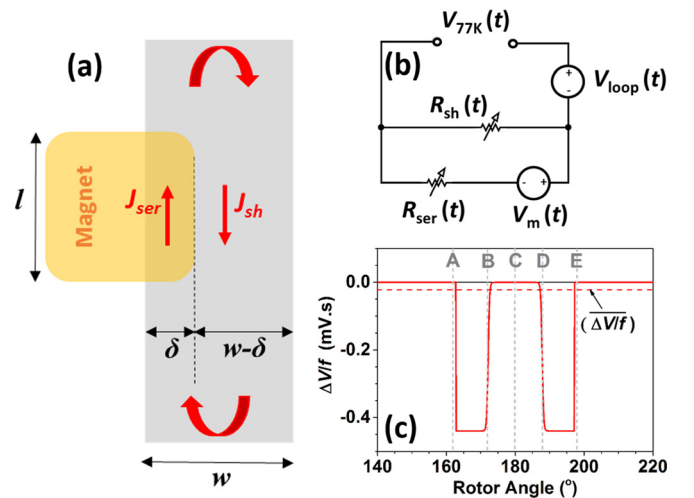 (a)
Magnet
l
J_ser
J_sh
δ
w-δ
w
(b)
V_77K (t)
+
-
V_loop (t)
R_sh (t)
R_ser (t)
-
+
V_m (t)
(c)
A B C D E
0.0
-0.2
-0.4
ΔV/f (mV.s)
(ΔV/f)
140 160 180 200 220
Rotor Angle (°)